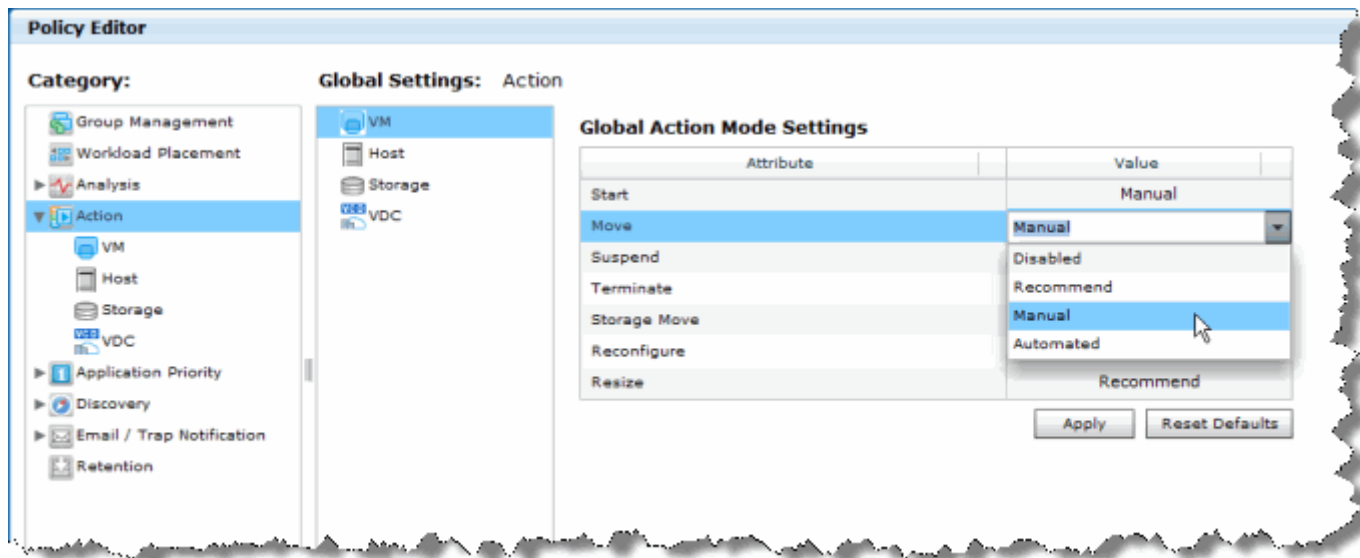 Policy Editor
Category:
Group Management
Workload Placement
Analysis
Action
VM
Host
Storage
VDC
Application Priority
Discovery
Email / Trap Notification
Retention
Global Settings: Action
VM
Host
Storage
VDC
Global Action Mode Settings
Attribute Value
Start Manual
Move Manual
Suspend
Terminate
Storage Move
Reconfigure
Resize Recommend
Disabled
Recommend
Manual
Automated
Apply Reset Defaults